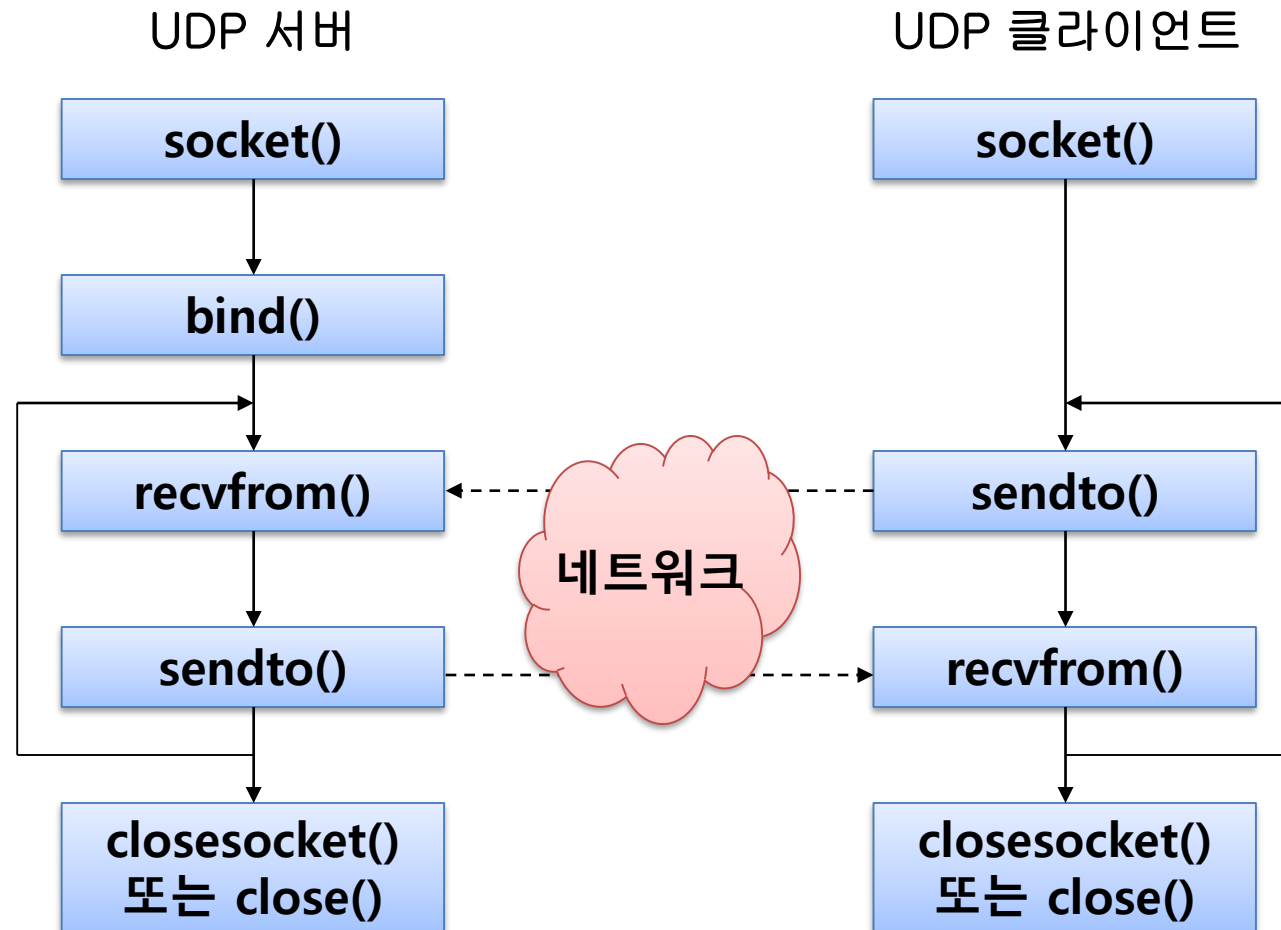 UDP 서버
socket()
bind()
recvfrom()
sendto()
closesocket()
또는 close()
네트워크
UDP 클라이언트
socket()
sendto()
recvfrom()
closesocket()
또는 close()